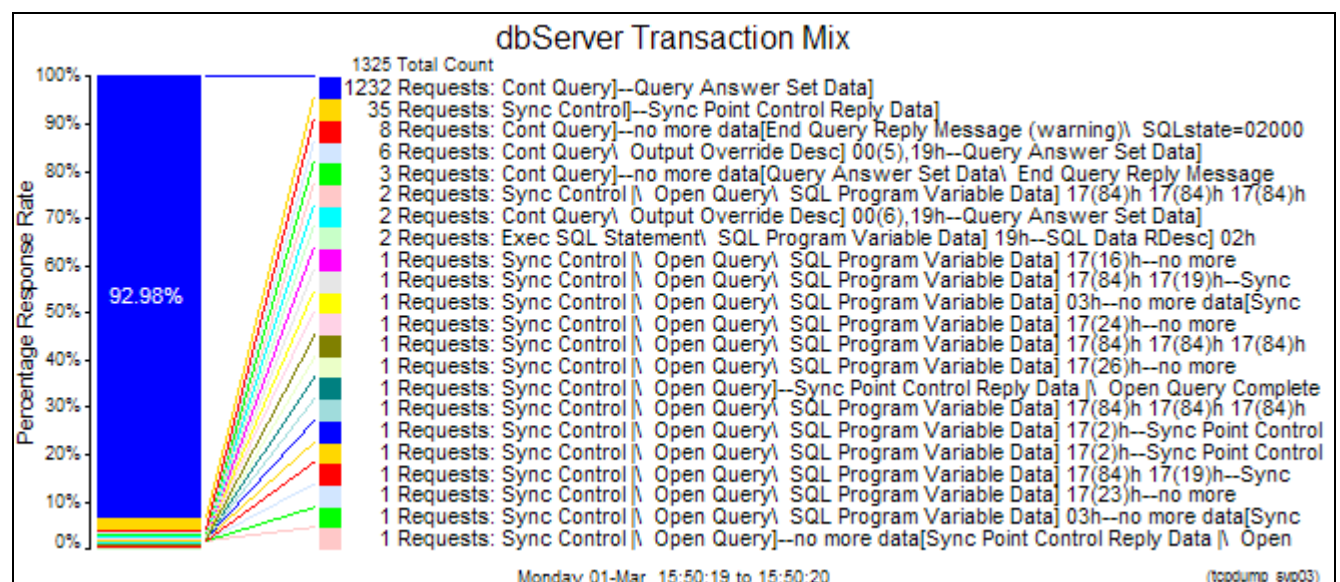 dbServer Transaction Mix
1325 Total Count
100%
90%
80%
70%
60%
50%
40%
30%
20%
10%
0%
Percentage Response Rate
92.98%
1232 Requests: Cont Query]--Query Answer Set Data]
35 Requests: Sync Control]--Sync Point Control Reply Data]
8 Requests: Cont Query]--no more data[End Query Reply Message (warning)\ SQLstate=02000
6 Requests: Cont Query\ Output Override Desc] 00(5),19h--Query Answer Set Data]
3 Requests: Cont Query]--no more data[Query Answer Set Data\ End Query Reply Message
2 Requests: Sync Control |\ Open Query\ SQL Program Variable Data] 17(84)h 17(84)h 17(84)h
2 Requests: Cont Query\ Output Override Desc] 00(6),19h--Query Answer Set Data]
2 Requests: Exec SQL Statement\ SQL Program Variable Data] 19h--SQL Data RDesc] 02h
1 Requests: Sync Control |\ Open Query\ SQL Program Variable Data] 17(16)h--no more
1 Requests: Sync Control |\ Open Query\ SQL Program Variable Data] 17(84)h 17(19)h--Sync
1 Requests: Sync Control |\ Open Query\ SQL Program Variable Data] 03h--no more data[Sync
1 Requests: Sync Control |\ Open Query\ SQL Program Variable Data] 17(24)h--no more
1 Requests: Sync Control |\ Open Query\ SQL Program Variable Data] 17(84)h 17(84)h 17(84)h
1 Requests: Sync Control |\ Open Query\ SQL Program Variable Data] 17(26)h--no more
1 Requests: Sync Control |\ Open Query]--Sync Point Control Reply Data |\ Open Query Complete
1 Requests: Sync Control |\ Open Query\ SQL Program Variable Data] 17(84)h 17(84)h 17(84)h
1 Requests: Sync Control |\ Open Query\ SQL Program Variable Data] 17(2)h--Sync Point Control
1 Requests: Sync Control |\ Open Query\ SQL Program Variable Data] 17(2)h--Sync Point Control
1 Requests: Sync Control |\ Open Query\ SQL Program Variable Data] 17(84)h 17(19)h--Sync
1 Requests: Sync Control |\ Open Query\ SQL Program Variable Data] 17(23)h--no more
1 Requests: Sync Control |\ Open Query\ SQL Program Variable Data] 03h--no more data[Sync
1 Requests: Sync Control |\ Open Query]--no more data[Sync Point Control Reply Data |\ Open
Monday 01-Mar 15:50:19 to 15:50:20
(tcpdump_svp03)